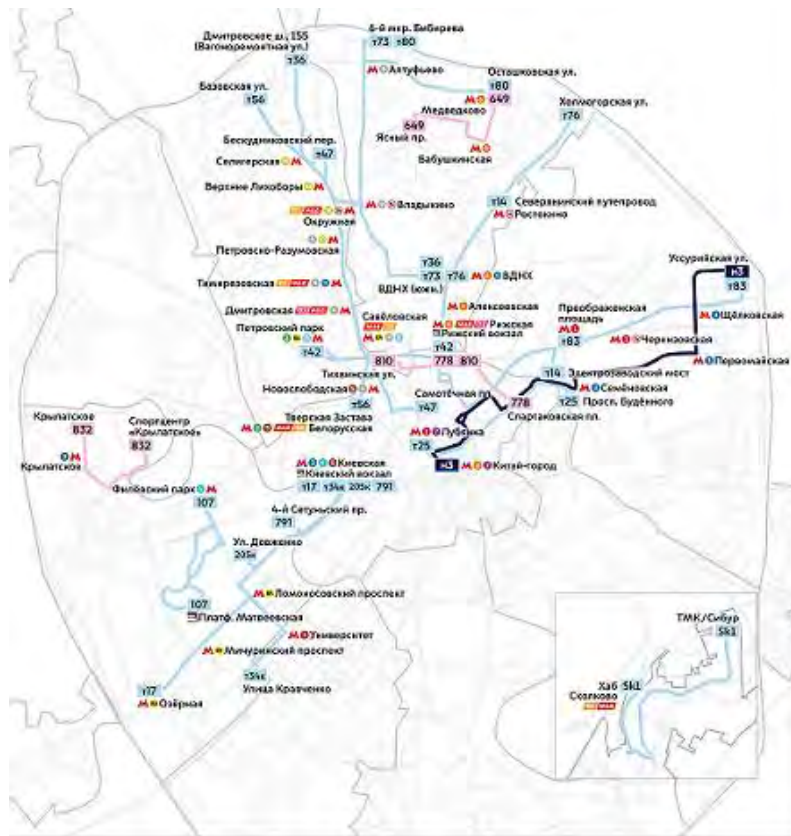 Дмитровское ш., 155
(Вагоноремонтная ул.)
т36
6-й мкр. Бибирева
т73 т80
М Алтуфьево
Осташковская ул.
т80
М 649
Медведково
649
Ясный пр.
М
Бабушкинская
Холмогорская ул.
т76
Базовская ул.
т56
Бескудниковский пер.
т47
Селигерская М
Верхние Лихоборы М
М Владыкино
Окружная
Петровско-Разумовская
т14 Северянинский путепровод
М Ростокино
т36
т73 т76 М ВДНХ
ВДНХ (южн.)
Уссурийская ул.
н3
т83
Тимирязевская
М Алексеевская
М Щёлковская
Дмитровская
Савёловская
М Рижская
Рижский вокзал
Преображенская
площадь
М
т83
М Черкизовская
Петровский парк
т42
т42
М Первомайская
810
778 810
Тихвинская ул.
т14 Электрозаводский мост
М Семёновская
т25 Просп. Будённого
Новослободская М
т56
Самотёчная пл.
т47
778
Спартаковская пл.
Тверская Застава
Белорусская
М Лубянка
т25
н3 М Китай-город
Крылатское
832
Спортцентр
«Крылатское»
832
М
Крылатское
М Киевская
Киевский вокзал
т17 т34к 205к 791
Филёвский парк М
107
4-й Сетуньский пр.
791
Ул. Довженко
205к
М Ломоносовский проспект
107
Платф. Матвеевская
М Университет
М Мичуринский проспект
т34к
Улица Кравченко
т17
М Озёрная
ТМК/Сибур
Sk1
Хаб Sk1
Сколково